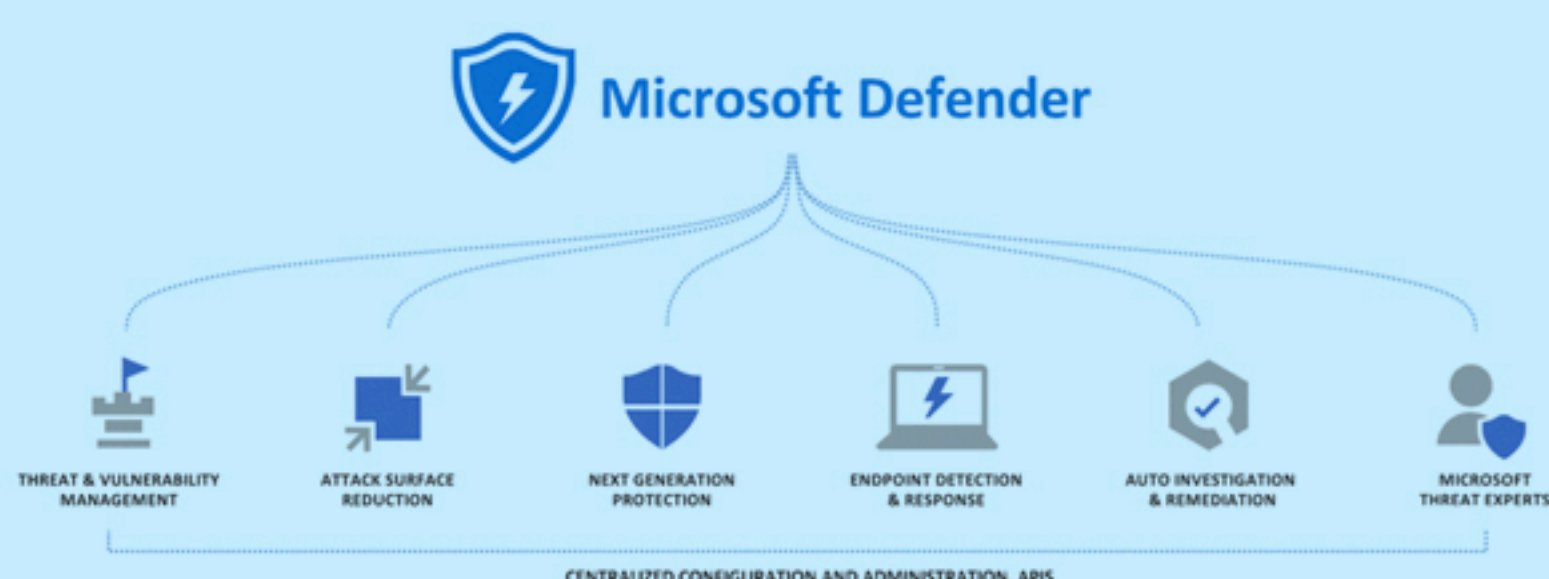 Microsoft Defender
THREAT & VULNERABILITY
MANAGEMENT
ATTACK SURFACE
REDUCTION
NEXT GENERATION
PROTECTION
ENDPOINT DETECTION
& RESPONSE
AUTO INVESTIGATION
& REMEDIATION
MICROSOFT
THREAT EXPERTS
CENTRALIZED CONFIGURATION AND ADMINISTRATION, APIS